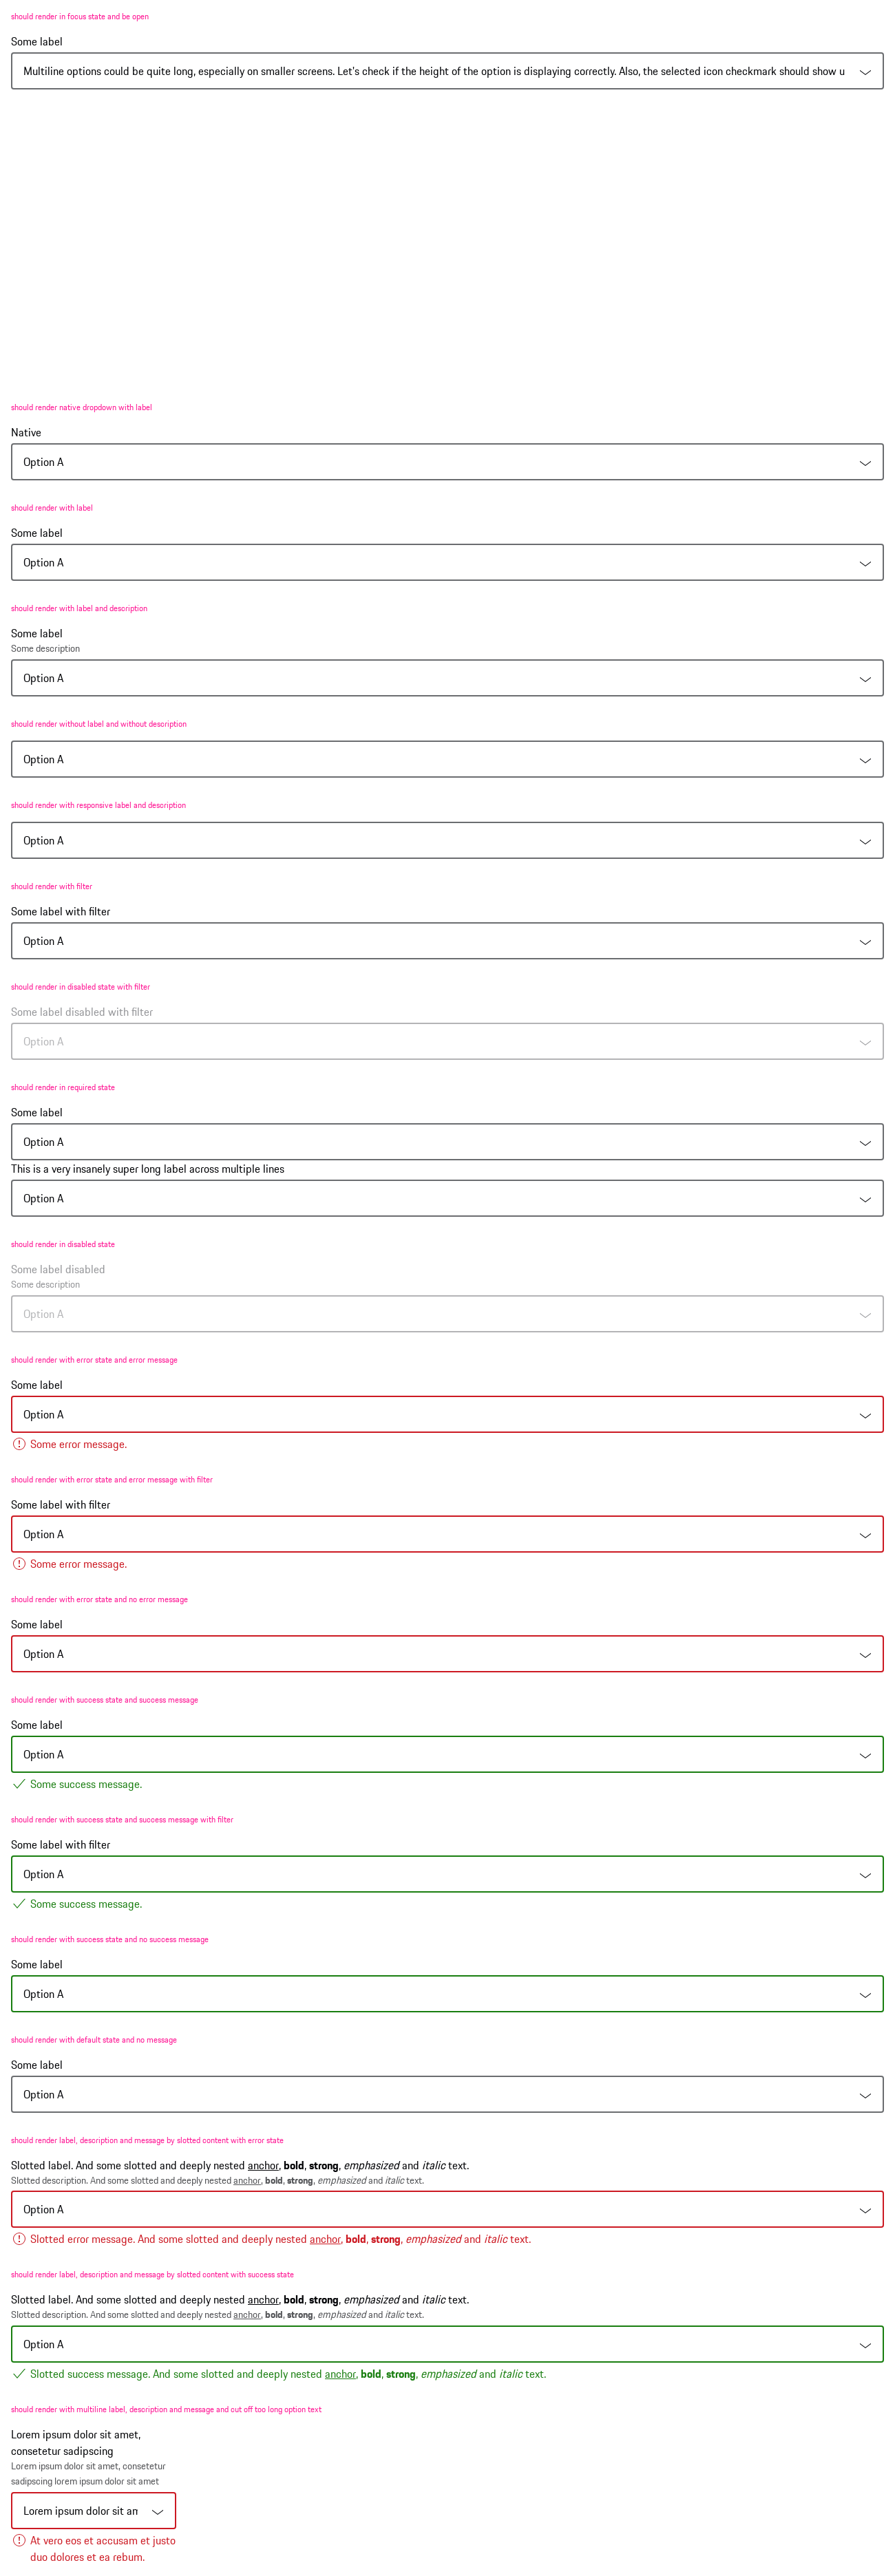 should render in focus state and be open
Some label
Multiline options could be quite long, especially on smaller screens. Let's check if the height of the option is displaying correctly. Also, the selected icon checkmark should show u
should render native dropdown with label
Native
Option A
should render with label
Some label
Option A
should render with label and description
Some label
Some description
Option A
should render without label and without description
Option A
should render with responsive label and description
Option A
should render with filter
Some label with filter
Option A
should render in disabled state with filter
Some label disabled with filter
Option A
should render in required state
Some label
Option A
This is a very insanely super long label across multiple lines
Option A
should render in disabled state
Some label disabled
Some description
Option A
should render with error state and error message
Some label
Option A
Some error message.
should render with error state and error message with filter
Some label with filter
Option A
Some error message.
should render with error state and no error message
Some label
Option A
should render with success state and success message
Some label
Option A
Some success message.
should render with success state and success message with filter
Some label with filter
Option A
Some success message.
should render with success state and no success message
Some label
Option A
should render with default state and no message
Some label
Option A
should render label, description and message by slotted content with error state
Slotted label. And some slotted and deeply nested anchor, bold, strong, emphasized and italic text.
Slotted description. And some slotted and deeply nested anchor, bold, strong, emphasized and italic text.
Option A
Slotted error message. And some slotted and deeply nested anchor, bold, strong, emphasized and italic text.
should render label, description and message by slotted content with success state
Slotted label. And some slotted and deeply nested anchor, bold, strong, emphasized and italic text.
Slotted description. And some slotted and deeply nested anchor, bold, strong, emphasized and italic text.
Option A
Slotted success message. And some slotted and deeply nested anchor, bold, strong, emphasized and italic text.
should render with multiline label, description and message and cut off too long option text
Lorem ipsum dolor sit amet,
consetetur sadipscing
Lorem ipsum dolor sit amet, consetetur
sadipscing lorem ipsum dolor sit amet
Lorem ipsum dolor sit am
At vero eos et accusam et justo
duo dolores et ea rebum.